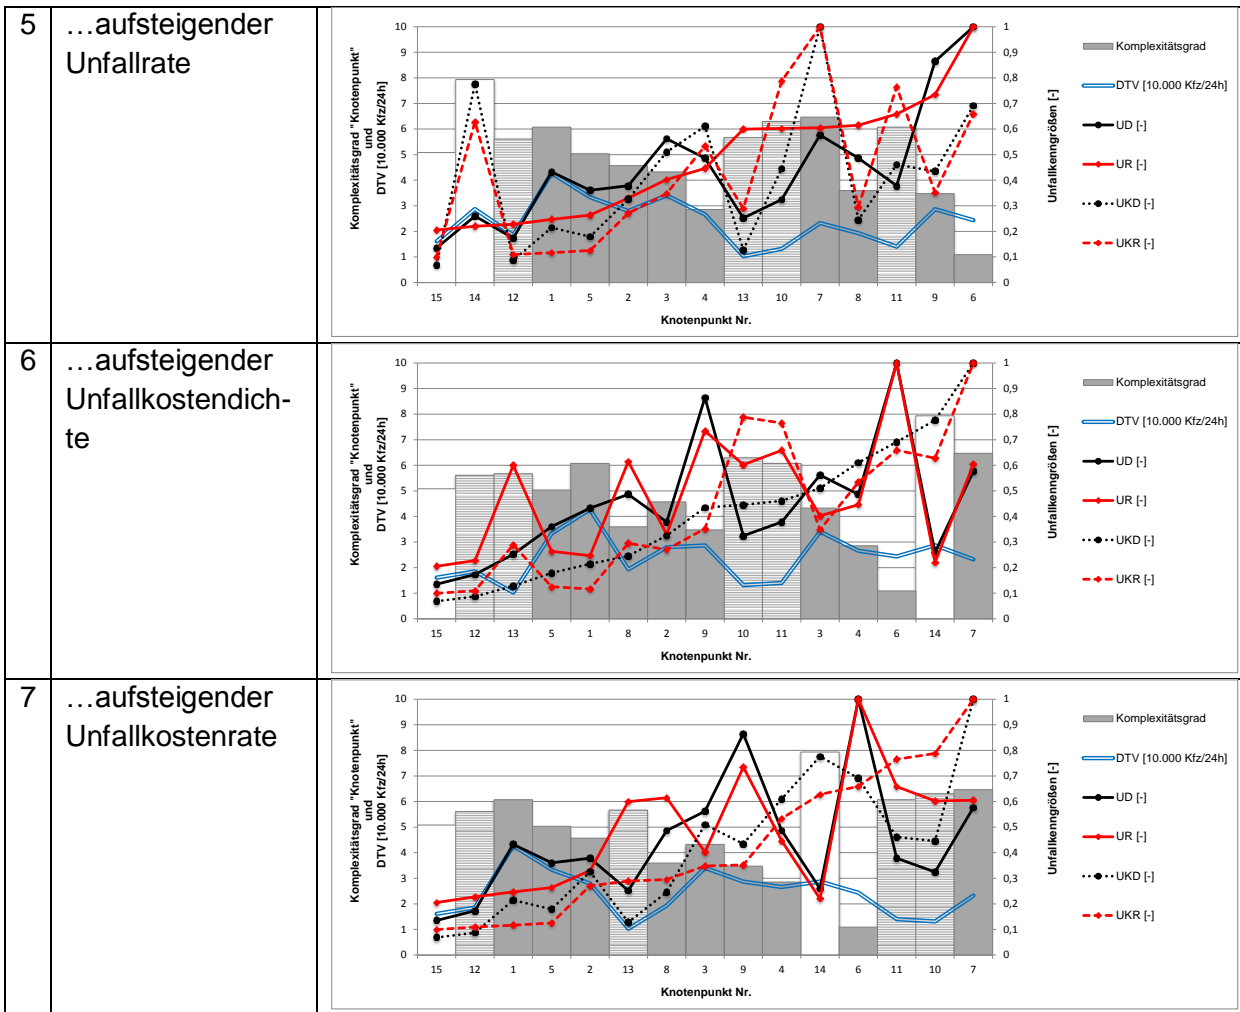 5
…aufsteigender
Unfallrate
Komplexitätsgrad "Knotenpunkt"
und
DTV [10.000 Kfz/24h]
10
9
8
7
6
5
4
3
2
1
0
15 14 12 1 5 2 3 4 13 10 7 8 11 9 6
Knotenpunkt Nr.
1
0,9
0,8
0,7
0,6
0,5
0,4
0,3
0,2
0,1
0
Unfallkenngrößen [-]
Komplexitätsgrad
DTV [10.000 Kfz/24h]
UD [-]
UR [-]
UKD [-]
UKR [-]
6
…aufsteigender
Unfallkostendich-
te
Komplexitätsgrad "Knotenpunkt"
und
DTV [10.000 Kfz/24h]
10
9
8
7
6
5
4
3
2
1
0
15 12 13 5 1 8 2 9 10 11 3 4 6 14 7
Knotenpunkt Nr.
1
0,9
0,8
0,7
0,6
0,5
0,4
0,3
0,2
0,1
0
Unfallkenngrößen [-]
Komplexitätsgrad
DTV [10.000 Kfz/24h]
UD [-]
UR [-]
UKD [-]
UKR [-]
7
…aufsteigender
Unfallkostenrate
Komplexitätsgrad "Knotenpunkt"
und
DTV [10.000 Kfz/24h]
10
9
8
7
6
5
4
3
2
1
0
15 12 1 5 2 13 8 3 9 4 14 6 11 10 7
Knotenpunkt Nr.
1
0,9
0,8
0,7
0,6
0,5
0,4
0,3
0,2
0,1
0
Unfallkenngrößen [-]
Komplexitätsgrad
DTV [10.000 Kfz/24h]
UD [-]
UR [-]
UKD [-]
UKR [-]